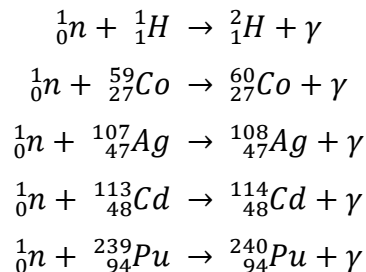 ¹₀n + ¹₁H → ²₁H + γ
¹₀n + ⁵⁹₂₇Co → ⁶⁰₂₇Co + γ
¹₀n + ¹⁰⁷₄₇Ag → ¹⁰⁸₄₇Ag + γ
¹₀n + ¹¹³₄₈Cd → ¹¹⁴₄₈Cd + γ
¹₀n + ²³⁹₉₄Pu → ²⁴⁰₉₄Pu + γ